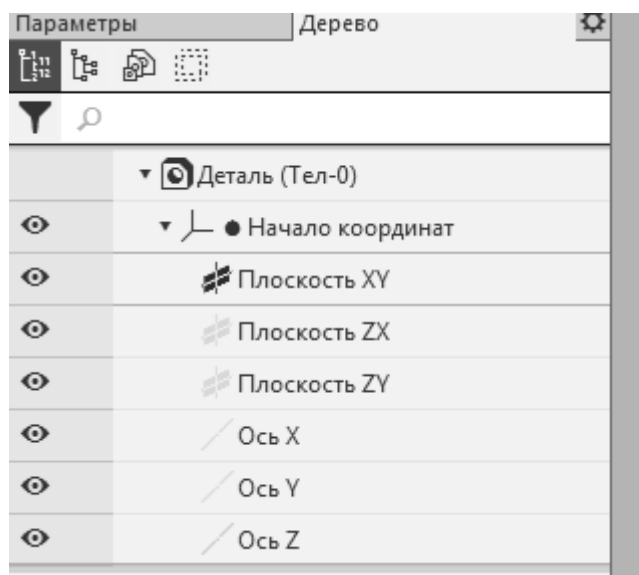 Параметры
Дерево
Деталь (Тел-0)
Начало координат
Плоскость XY
Плоскость ZX
Плоскость ZY
Ось X
Ось Y
Ось Z